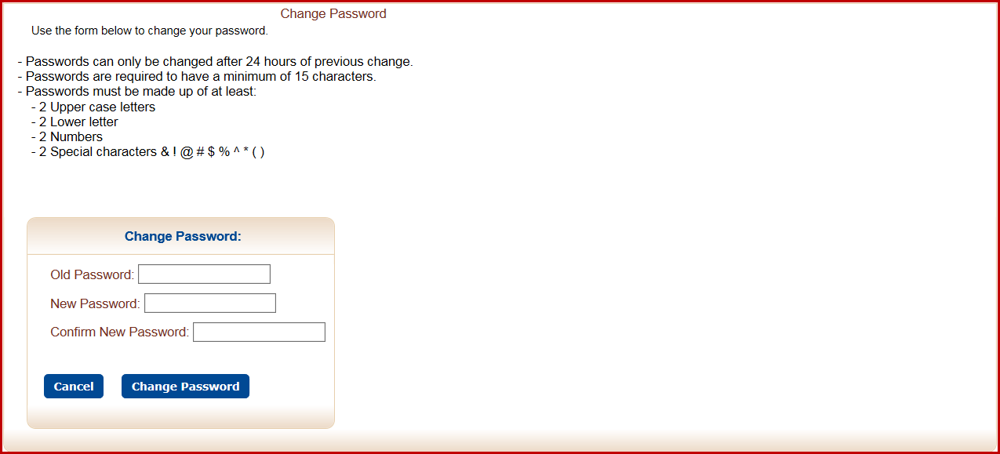 Change Password
Use the form below to change your password.
- Passwords can only be changed after 24 hours of previous change.
- Passwords are required to have a minimum of 15 characters.
- Passwords must be made up of at least:
- 2 Upper case letters
- 2 Lower letter
- 2 Numbers
- 2 Special characters & ! @ # $ % ^ * ( )
Change Password:
Old Password:
New Password:
Confirm New Password:
Cancel Change Password